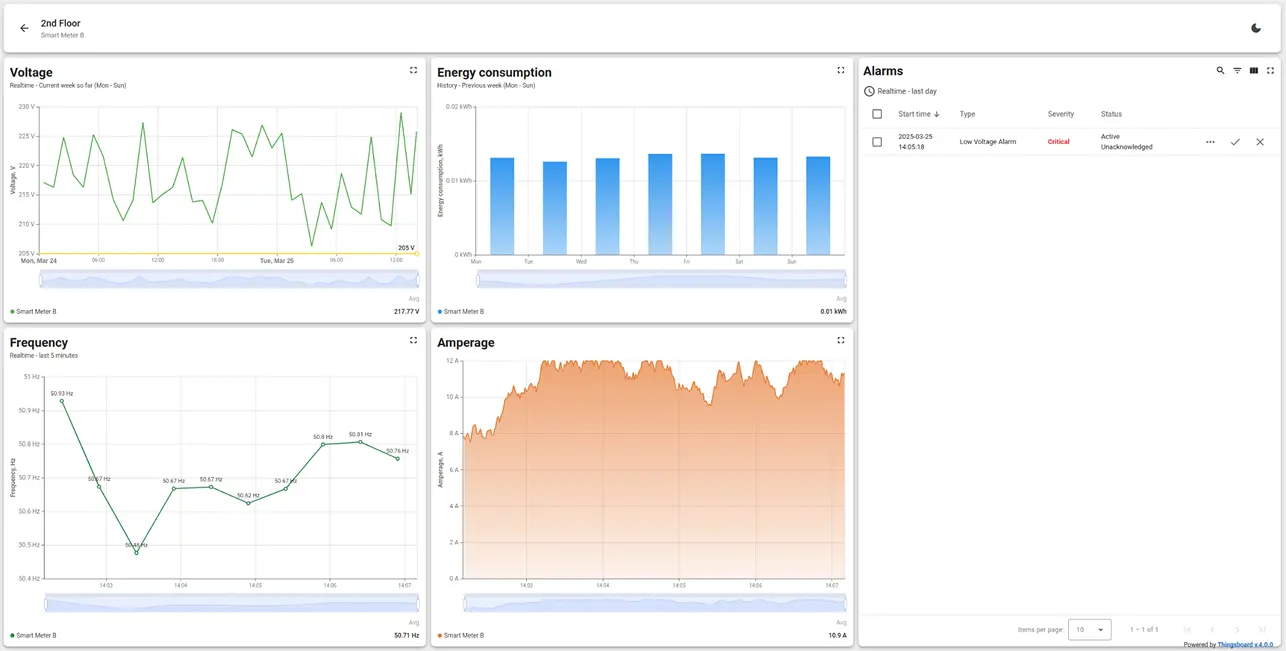 2nd Floor
Smart Meter B
Voltage
Realtime - Current week so far (Mon - Sun)
230 V
225 V
220 V
215 V
210 V
205 V
Voltage, V
205 V
Mon, Mar 24
06:00
12:00
18:00
Tue, Mar 25
06:00
13:00
Avg
Smart Meter B
217.77 V
Energy consumption
History - Previous week (Mon - Sun)
0.02 kWh
0.01 kWh
0 kWh
Energy consumption, kWh
Mon
Tue
Wed
Thu
Fri
Sat
Sun
Avg
Smart Meter B
0.01 kWh
Frequency
Realtime - last 5 minutes
51 Hz
50.9 Hz
50.8 Hz
50.7 Hz
50.6 Hz
50.5 Hz
50.4 Hz
Frequency, Hz
50.93 Hz
50.67 Hz
50.48 Hz
50.67 Hz
50.67 Hz
50.62 Hz
50.67 Hz
50.8 Hz
50.81 Hz
50.76 Hz
14:03
14:04
14:05
14:06
14:07
Avg
Smart Meter B
50.71 Hz
Amperage
12 A
10 A
8 A
6 A
4 A
2 A
0 A
Amperage, A
14:03
14:04
14:05
14:06
14:07
Avg
Smart Meter B
10.9 A
Alarms
Realtime - last day
Start time Type Severity Status
2025-03-25
14:05:18
Low Voltage Alarm
Critical
Active
Unacknowledged
Items per page: 10 1 – 1 of 1
Powered by Thingsboard v.4.0.0